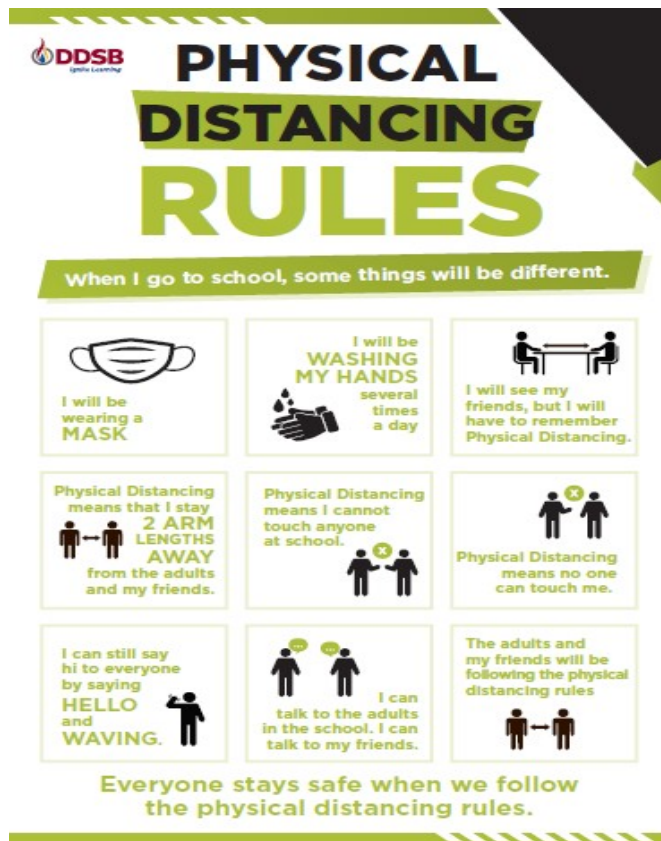 DDSB
Ignite Learning
PHYSICAL
DISTANCING
RULES
When I go to school, some things will be different.
I will be
wearing a
MASK
I will be
WASHING
MY HANDS
several
times
a day
I will see my
friends, but I will
have to remember
Physical Distancing.
Physical Distancing
means that I stay
2 ARM
LENGTHS
AWAY
from the adults
and my friends.
Physical Distancing
means I cannot
touch anyone
at school.
X
X
Physical Distancing
means no one
can touch me.
I can still say
hi to everyone
by saying
HELLO
and
WAVING.
I can
talk to the adults
in the school. I can
talk to my friends.
The adults and
my friends will be
following the physical
distancing rules
Everyone stays safe when we follow
the physical distancing rules.